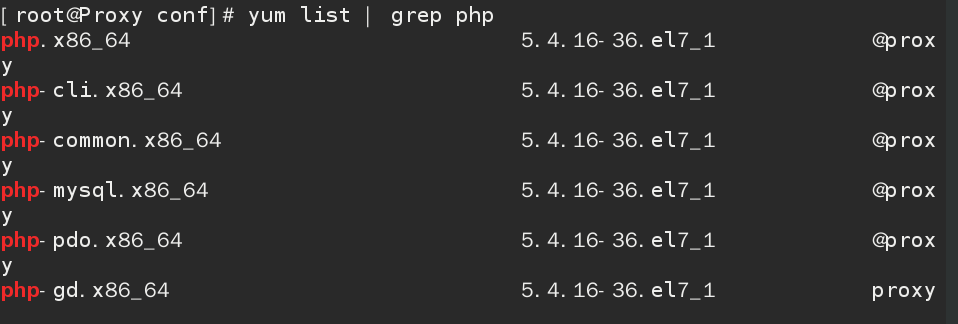 [root@Proxy conf]# yum list | grep php
php.x86_64 5.4.16-36.el7_1 @prox
y
php-cli.x86_64 5.4.16-36.el7_1 @prox
y
php-common.x86_64 5.4.16-36.el7_1 @prox
y
php-mysql.x86_64 5.4.16-36.el7_1 @prox
y
php-pdo.x86_64 5.4.16-36.el7_1 @prox
y
php-gd.x86_64 5.4.16-36.el7_1 proxy